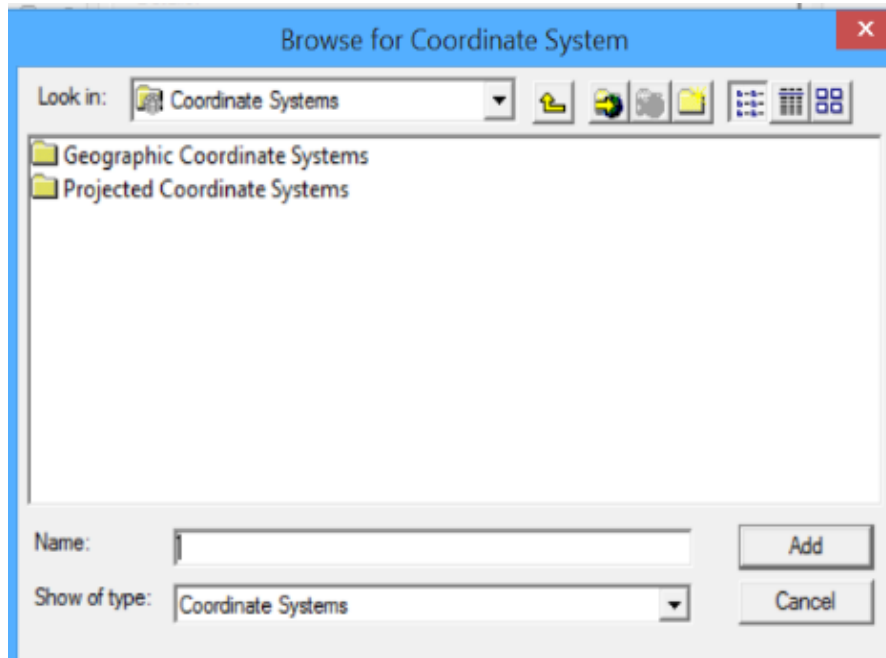 Browse for Coordinate System
x
Look in: Coordinate Systems
Geographic Coordinate Systems
Projected Coordinate Systems
Name: Add
Show of type: Coordinate Systems Cancel